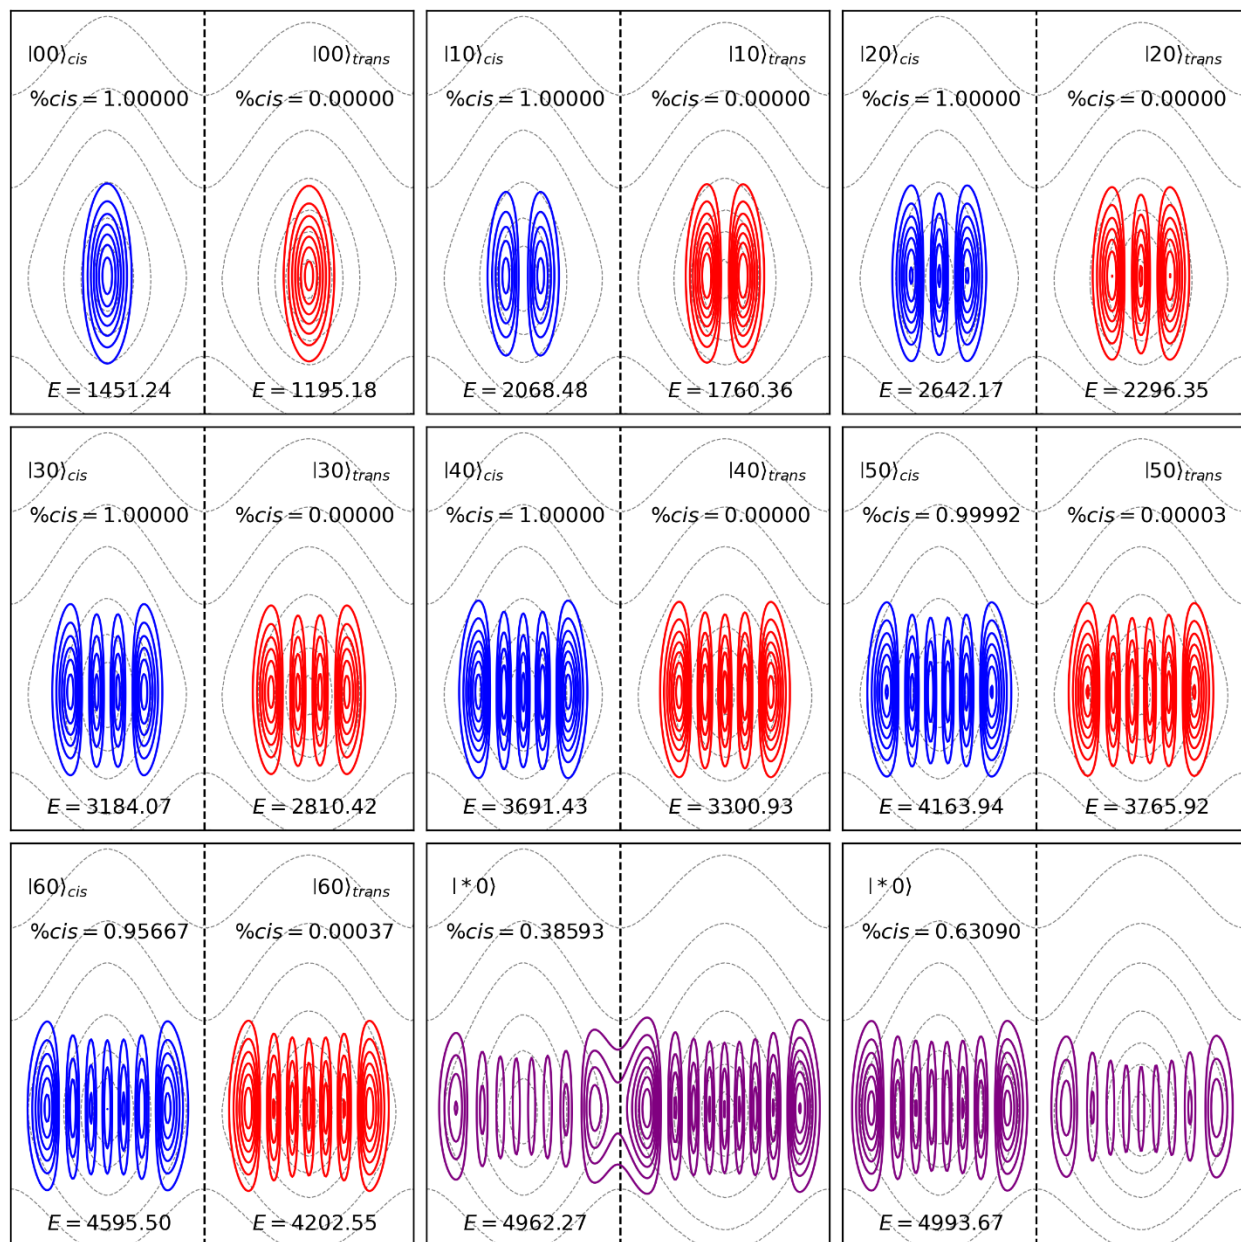 |00⟩cis |00⟩trans |10⟩cis |10⟩trans |20⟩cis |20⟩trans
%cis = 1.00000 %cis = 0.00000 %cis = 1.00000 %cis = 0.00000 %cis = 1.00000 %cis = 0.00000
E = 1451.24 E = 1195.18 E = 2068.48 E = 1760.36 E = 2642.17 E = 2296.35
|30⟩cis |30⟩trans |40⟩cis |40⟩trans |50⟩cis |50⟩trans
%cis = 1.00000 %cis = 0.00000 %cis = 1.00000 %cis = 0.00000 %cis = 0.99992 %cis = 0.00003
E = 3184.07 E = 2810.42 E = 3691.43 E = 3300.93 E = 4163.94 E = 3765.92
|60⟩cis |60⟩trans | * 0⟩ | * 0⟩
%cis = 0.95667 %cis = 0.00037 %cis = 0.38593 %cis = 0.63090
E = 4595.50 E = 4202.55 E = 4962.27 E = 4993.67